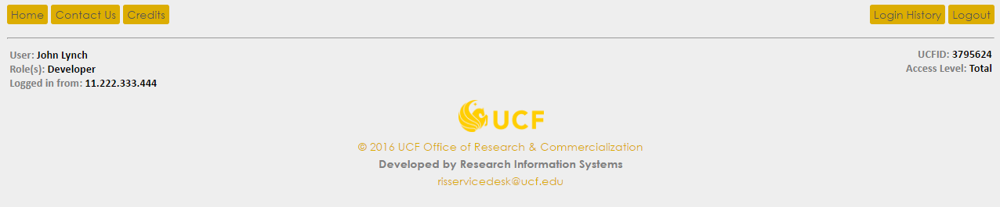 Home Contact Us Credits Login History Logout
User: John Lynch UCFID: 3795624
Role(s): Developer Access Level: Total
Logged in from: 11.222.333.444
UCF
© 2016 UCF Office of Research & Commercialization
Developed by Research Information Systems
risservicedesk@ucf.edu